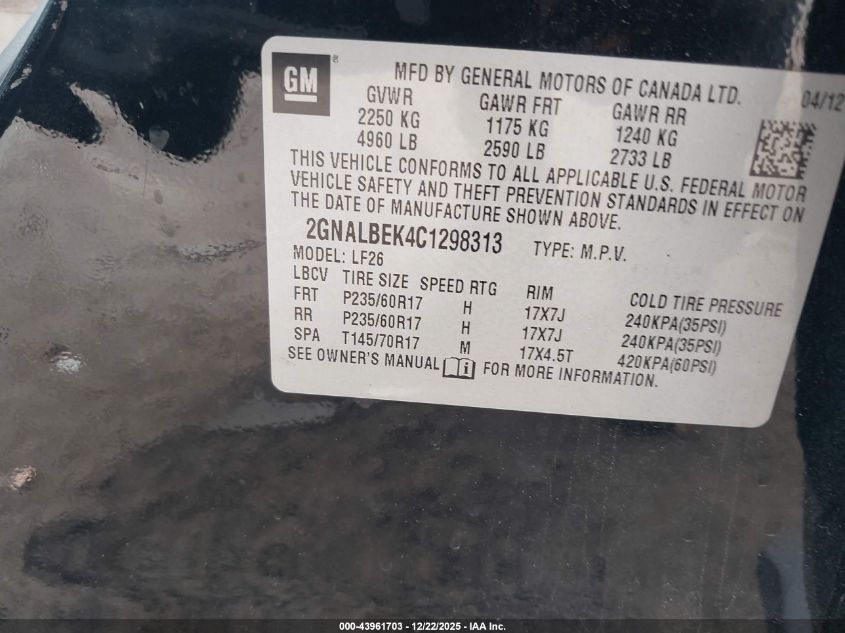 GM ® MFD BY GENERAL MOTORS OF CANADA LTD. 04/12
GVWR GAWR FRT GAWR RR
2250 KG 1175 KG 1240 KG
4960 LB 2590 LB 2733 LB
THIS VEHICLE CONFORMS TO ALL APPLICABLE U.S. FEDERAL MOTOR
VEHICLE SAFETY AND THEFT PREVENTION STANDARDS IN EFFECT ON
THE DATE OF MANUFACTURE SHOWN ABOVE.
2GNALBEK4C1298313 TYPE: M.P.V.
MODEL: LF26
LBCV TIRE SIZE SPEED RTG RIM COLD TIRE PRESSURE
FRT P235/60R17 H 17X7J 240KPA(35PSI)
RR P235/60R17 H 17X7J 240KPA(35PSI)
SPA T145/70R17 M 17X4.5T 420KPA(60PSI)
SEE OWNER'S MANUAL i FOR MORE INFORMATION.
000-43961703 - 12/22/2025 - IAA Inc.